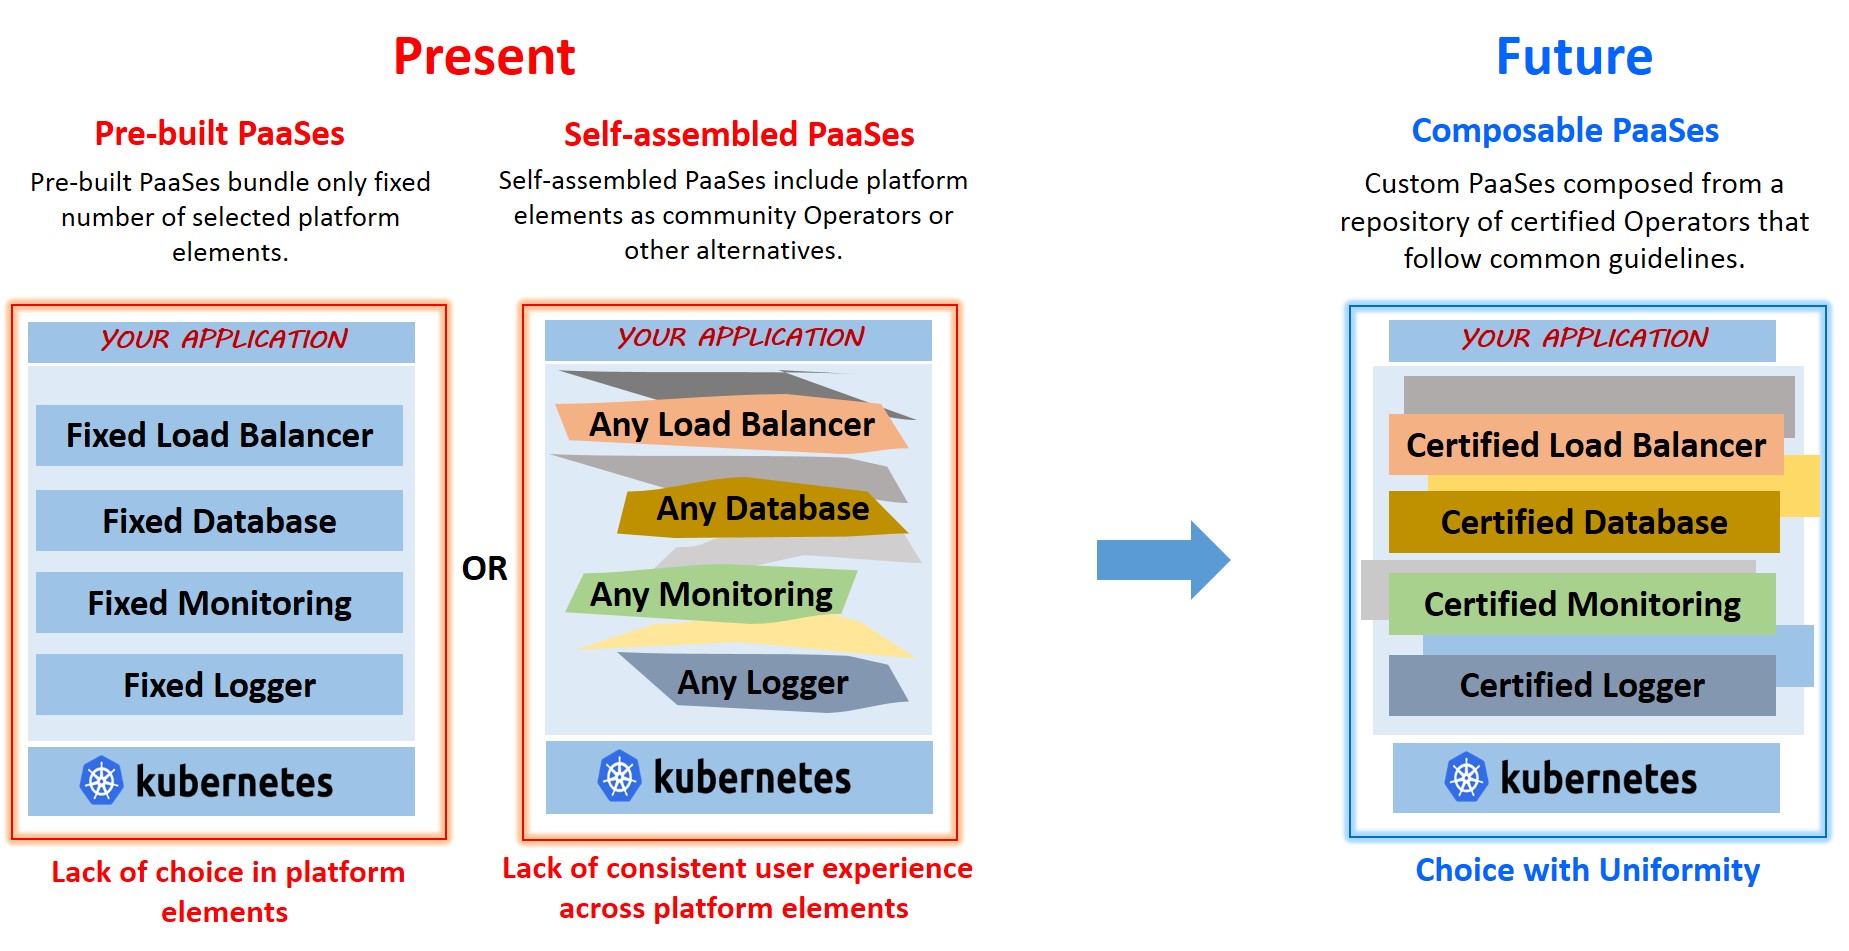 Present
Future
Pre-built PaaSes
Pre-built PaaSes bundle only fixed
number of selected platform
elements.
YOUR APPLICATION
Fixed Load Balancer
Fixed Database
Fixed Monitoring
Fixed Logger
kubernetes
Lack of choice in platform
elements
OR
Self-assembled PaaSes
Self-assembled PaaSes include platform
elements as community Operators or
other alternatives.
YOUR APPLICATION
Any Load Balancer
Any Database
Any Monitoring
Any Logger
kubernetes
Lack of consistent user experience
across platform elements
Composable PaaSes
Custom PaaSes composed from a
repository of certified Operators that
follow common guidelines.
YOUR APPLICATION
Certified Load Balancer
Certified Database
Certified Monitoring
Certified Logger
kubernetes
Choice with Uniformity